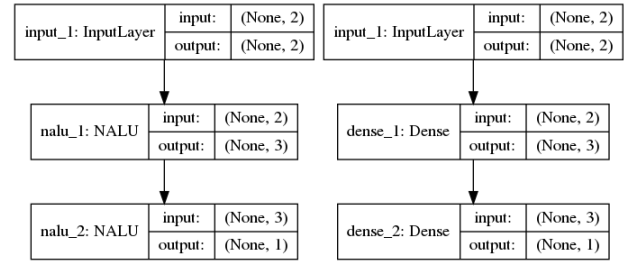 input_1: InputLayer
input:
(None, 2)
output:
(None, 2)
nalu_1: NALU
input:
(None, 2)
output:
(None, 3)
nalu_2: NALU
input:
(None, 3)
output:
(None, 1)
input_1: InputLayer
input:
(None, 2)
output:
(None, 2)
dense_1: Dense
input:
(None, 2)
output:
(None, 3)
dense_2: Dense
input:
(None, 3)
output:
(None, 1)